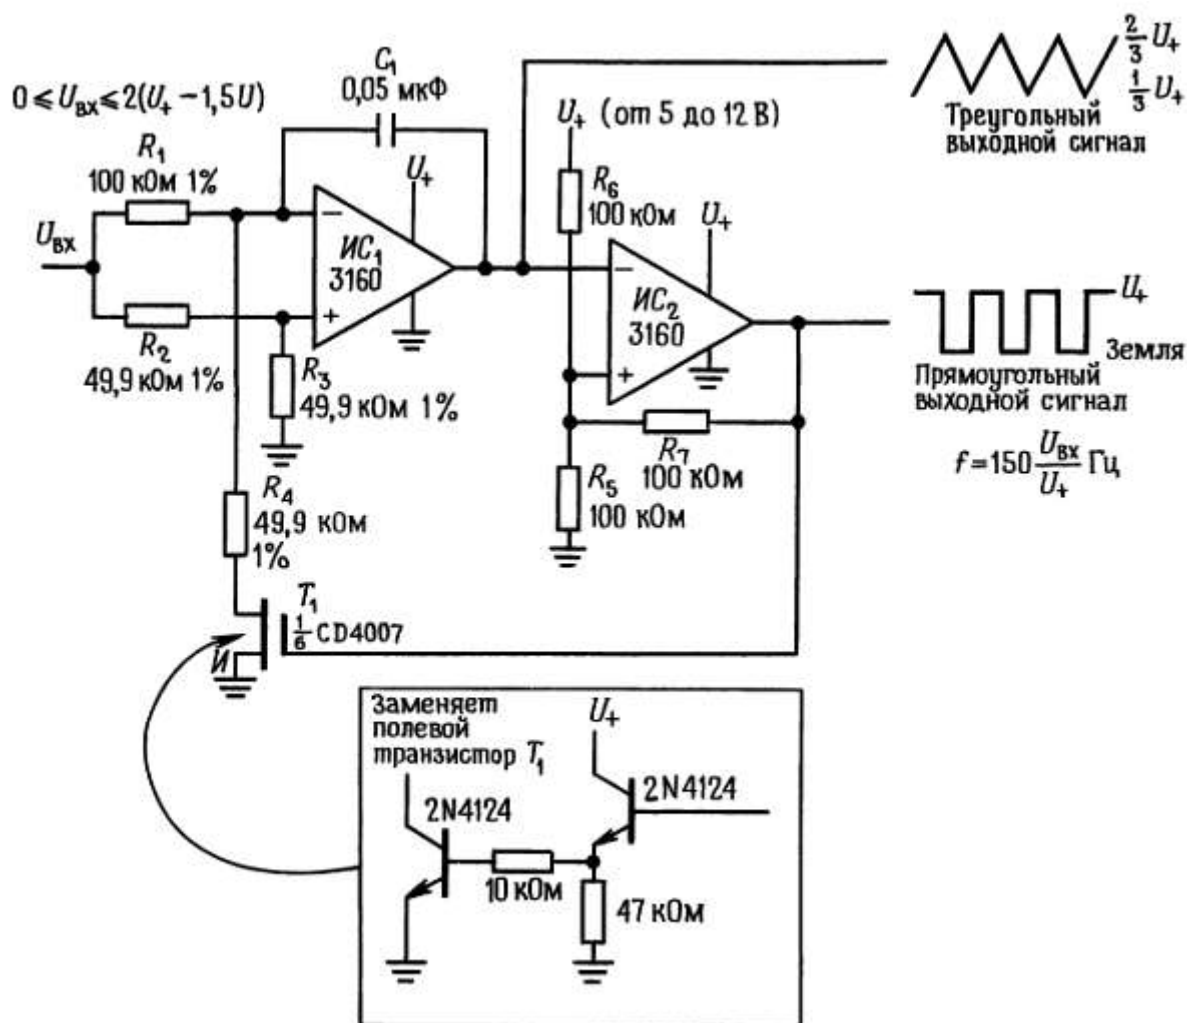 0 ≤ Uвх ≤ 2(U₊ − 1,5U)
C₁
0,05 мкФ
R₁
100 кОм 1%
Uвх
R₂
49,9 кОм 1%
U₊
−
ИС₁
3160
+
R₃
49,9 кОм 1%
R₄
49,9 кОм
1%
T₁
1/6 CD4007
И
U₊ (от 5 до 12 В)
R₆
100 кОм
U₊
−
ИС₂
3160
+
R₇
100 кОм
R₅
100 кОм
2/3 U₊
1/3 U₊
Треугольный
выходной сигнал
U₊
Земля
Прямоугольный
выходной сигнал
f = 150 Uвх/U₊ Гц
Заменяет
полевой
транзистор T₁
U₊
2N4124
2N4124
10 кОм
47 кОм